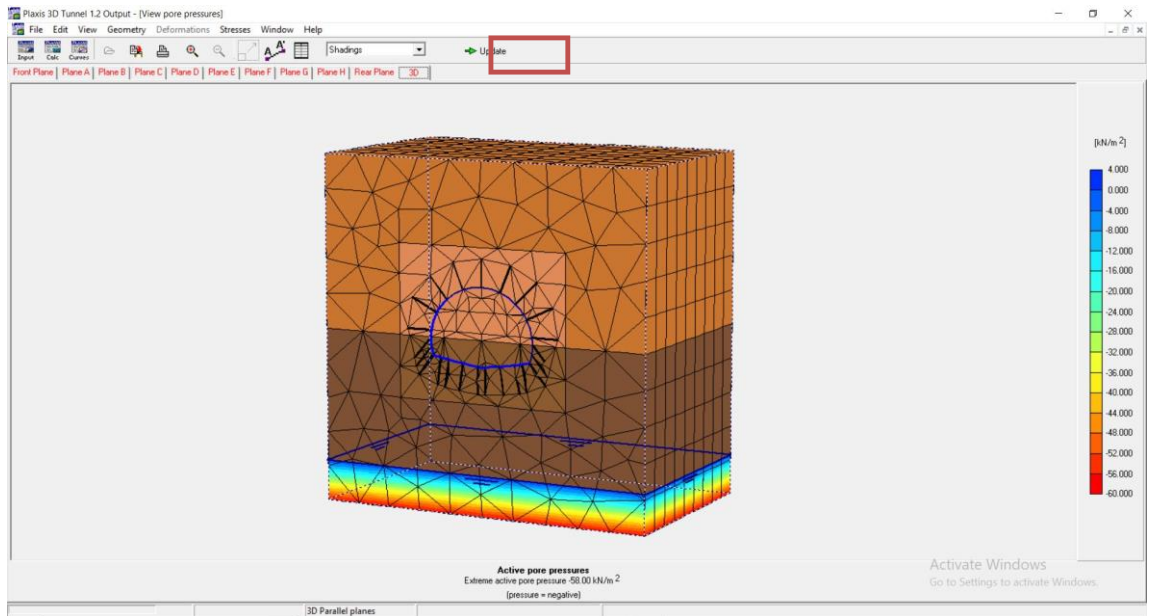 Plaxis 3D Tunnel 1.2 Output - [View pore pressures]
File Edit View Geometry Deformations Stresses Window Help
Input Calc Curves A A' Shadings Update
Front Plane Plane A Plane B Plane C Plane D Plane E Plane F Plane G Plane H Rear Plane 3D
[kN/m 2]
4.000
0.000
-4.000
-8.000
-12.000
-16.000
-20.000
-24.000
-28.000
-32.000
-36.000
-40.000
-44.000
-48.000
-52.000
-56.000
-60.000
Active pore pressures
Extreme active pore pressure -58.00 kN/m 2
(pressure = negative)
Activate Windows
Go to Settings to activate Windows.
3D Parallel planes